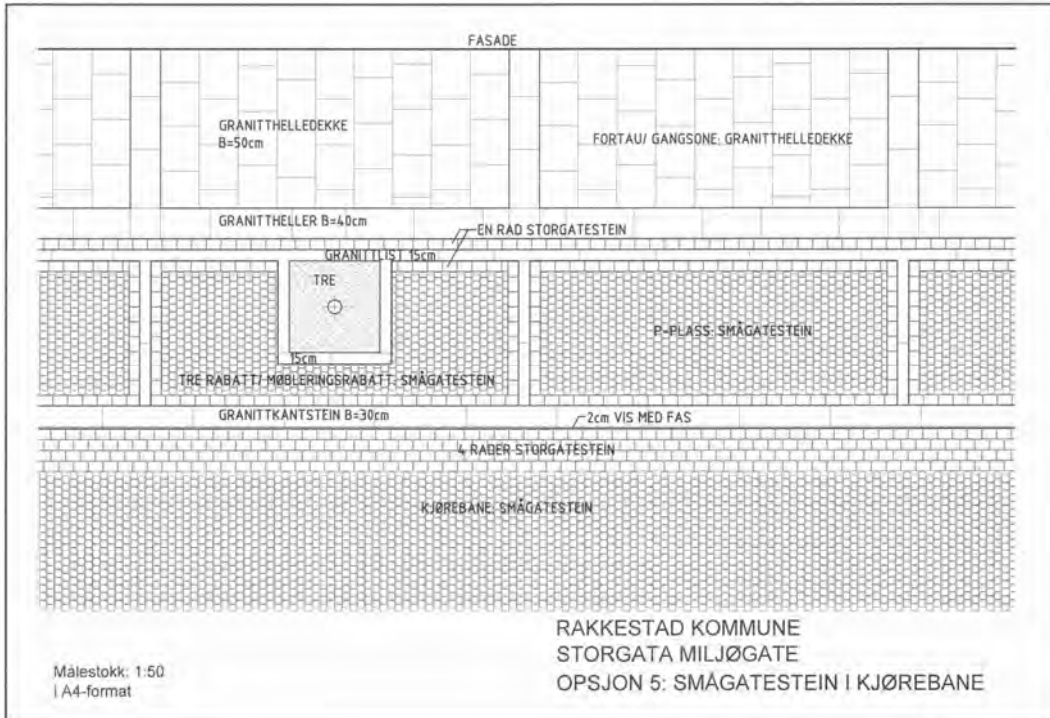 FASADE
GRANITTHELLEDEKKE
B=50cm
FORTAU/ GANGSONE: GRANITTHELLEDEKKE
GRANITTHELLER B=40cm
EN RAD STORGATESTEIN
GRANITTLIST 15cm
TRE
P-PLASS: SMÅGATESTEIN
15cm
TRE RABATT/ MØBLERINGSRABATT: SMÅGATESTEIN
GRANITTKANTSTEIN B=30cm
2cm VIS MED FAS
4 RADER STORGATESTEIN
KJØREBANE: SMÅGATESTEIN
RAKKESTAD KOMMUNE
STORGATA MILJØGATE
OPSJON 5: SMÅGATESTEIN I KJØREBANE
Målestokk: 1:50
i A4-format